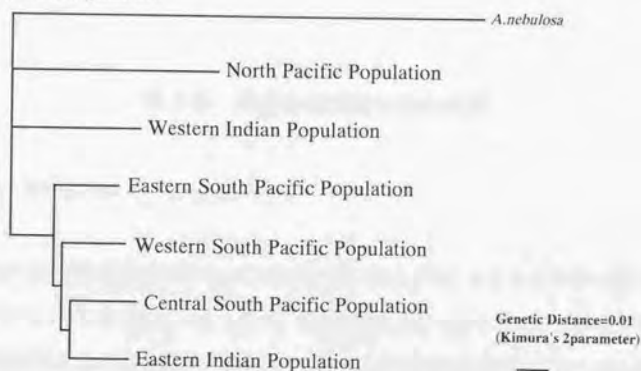 A.nebulosa
North Pacific Population
Western Indian Population
Eastern South Pacific Population
Western South Pacific Population
Central South Pacific Population
Eastern Indian Population
Genetic Distance=0.01
(Kimura's 2parameter)